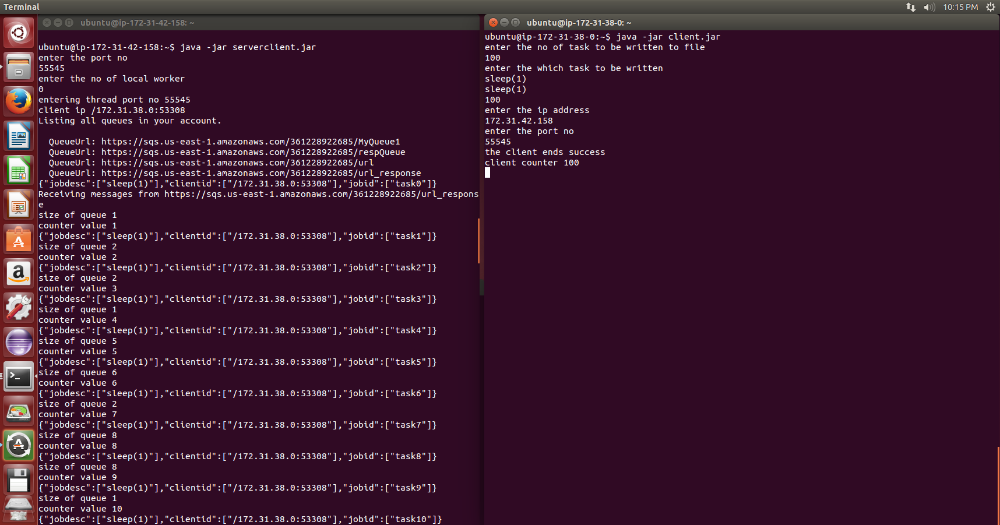 Terminal
10:15 PM
ubuntu@ip-172-31-42-158: ~
ubuntu@ip-172-31-42-158:~$ java -jar serverclient.jar
enter the port no
55545
enter the no of local worker
0
entering thread port no 55545
client ip /172.31.38.0:53308
Listing all queues in your account.
QueueUrl: https://sqs.us-east-1.amazonaws.com/361228922685/MyQueue1
QueueUrl: https://sqs.us-east-1.amazonaws.com/361228922685/respQueue
QueueUrl: https://sqs.us-east-1.amazonaws.com/361228922685/url
QueueUrl: https://sqs.us-east-1.amazonaws.com/361228922685/url_response
{"jobdesc":["sleep(1)"],"clientid":["/172.31.38.0:53308"],"jobid":["task0"]}
Receiving messages from https://sqs.us-east-1.amazonaws.com/361228922685/url_respons
e
size of queue 1
counter value 1
{"jobdesc":["sleep(1)"],"clientid":["/172.31.38.0:53308"],"jobid":["task1"]}
size of queue 2
counter value 2
{"jobdesc":["sleep(1)"],"clientid":["/172.31.38.0:53308"],"jobid":["task2"]}
size of queue 2
counter value 3
{"jobdesc":["sleep(1)"],"clientid":["/172.31.38.0:53308"],"jobid":["task3"]}
size of queue 1
counter value 4
{"jobdesc":["sleep(1)"],"clientid":["/172.31.38.0:53308"],"jobid":["task4"]}
size of queue 5
counter value 5
{"jobdesc":["sleep(1)"],"clientid":["/172.31.38.0:53308"],"jobid":["task5"]}
size of queue 6
counter value 6
{"jobdesc":["sleep(1)"],"clientid":["/172.31.38.0:53308"],"jobid":["task6"]}
size of queue 2
counter value 7
{"jobdesc":["sleep(1)"],"clientid":["/172.31.38.0:53308"],"jobid":["task7"]}
size of queue 8
counter value 8
{"jobdesc":["sleep(1)"],"clientid":["/172.31.38.0:53308"],"jobid":["task8"]}
size of queue 8
counter value 9
{"jobdesc":["sleep(1)"],"clientid":["/172.31.38.0:53308"],"jobid":["task9"]}
size of queue 1
counter value 10
{"jobdesc":["sleep(1)"],"clientid":["/172.31.38.0:53308"],"jobid":["task10"]}
ubuntu@ip-172-31-38-0: ~
ubuntu@ip-172-31-38-0:~$ java -jar client.jar
enter the no of task to be written to file
100
enter the which task to be written
sleep(1)
sleep(1)
100
enter the ip address
172.31.42.158
enter the port no
55545
the client ends success
client counter 100